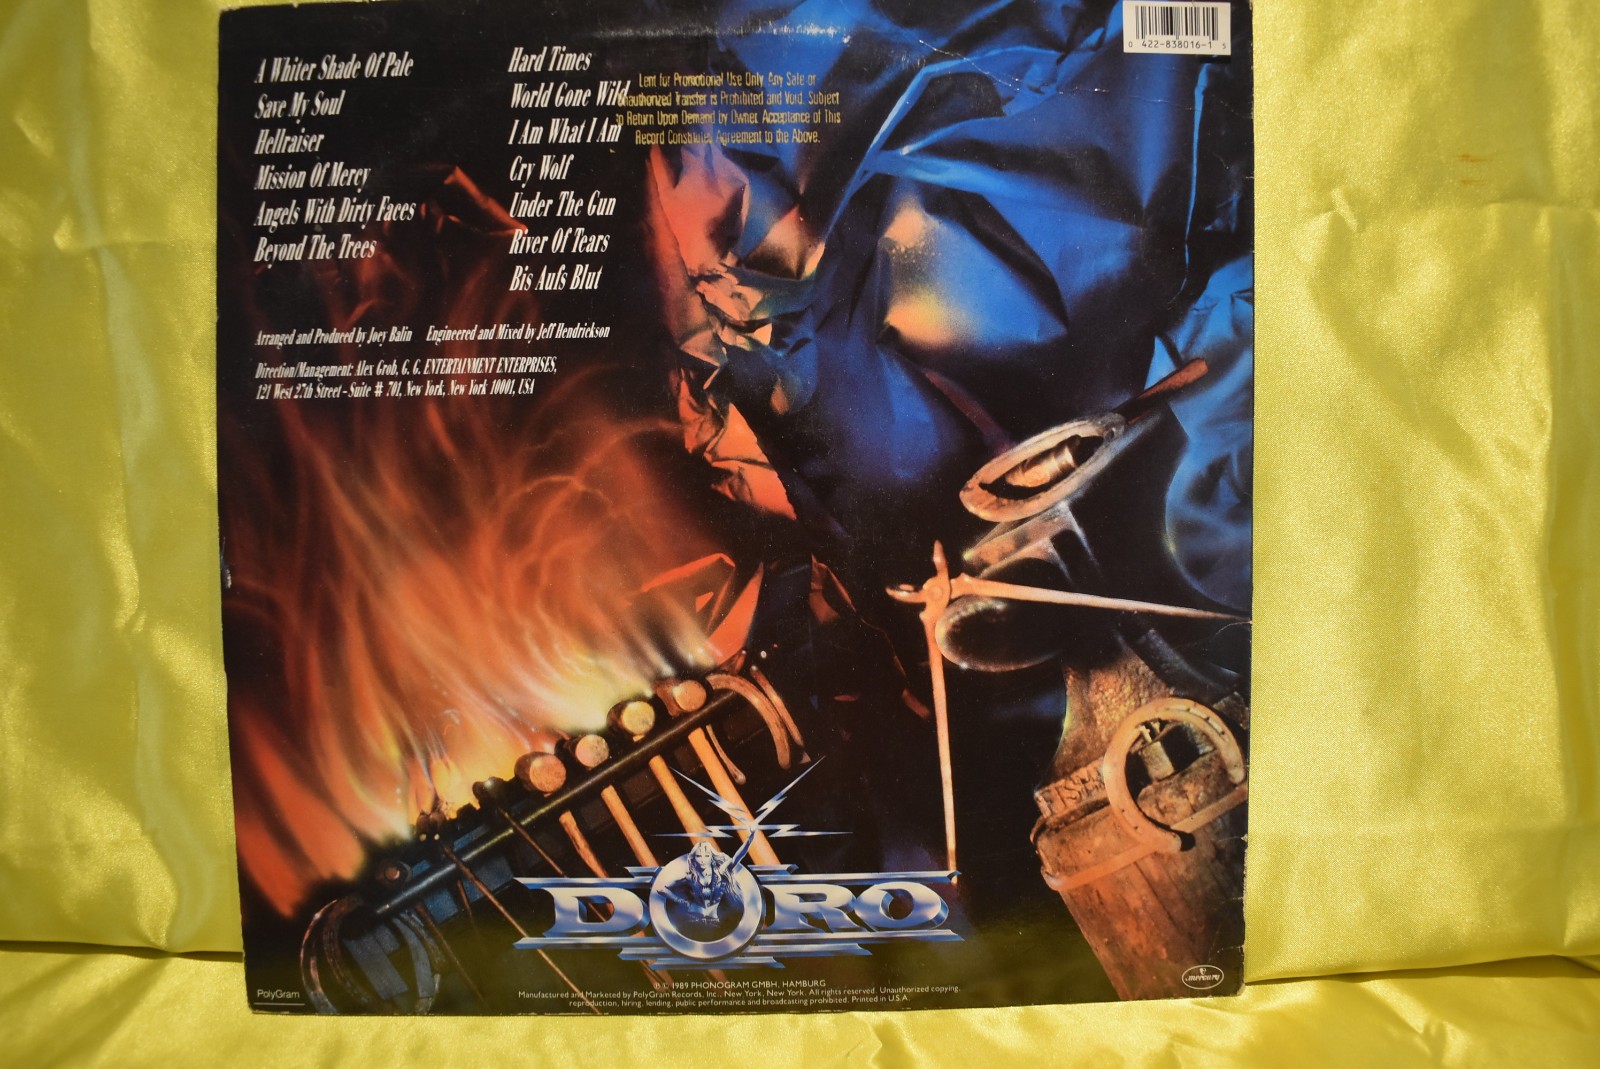 A Whiter Shade Of Pale
Save My Soul
Hellraiser
Mission Of Mercy
Angels With Dirty Faces
Beyond The Trees
Hard Times
World Gone Wild
I Am What I Am
Cry Wolf
Under The Gun
River Of Tears
Bis Aufs Blut
Lent for Promotional Use Only. Any Sale or
Unauthorized Transfer is Prohibited and Void. Subject
to Return Upon Demand by Owner. Acceptance of This
Record Constitutes Agreement to the Above.
0 422-838016-1 5
Arranged and Produced by Joey Balin Engineered and Mixed by Jeff Hendrickson
Direction/Management: Alex Grob, G. G. ENTERTAINMENT ENTERPRISES,
121 West 27th Street – Suite # 701, New York, New York 10001, USA
DORO
PolyGram
℗ © 1989 PHONOGRAM GMBH, HAMBURG
Manufactured and Marketed by PolyGram Records, Inc., New York, New York. All rights reserved. Unauthorized copying,
reproduction, hiring, lending, public performance and broadcasting prohibited. Printed in U.S.A.
mercury